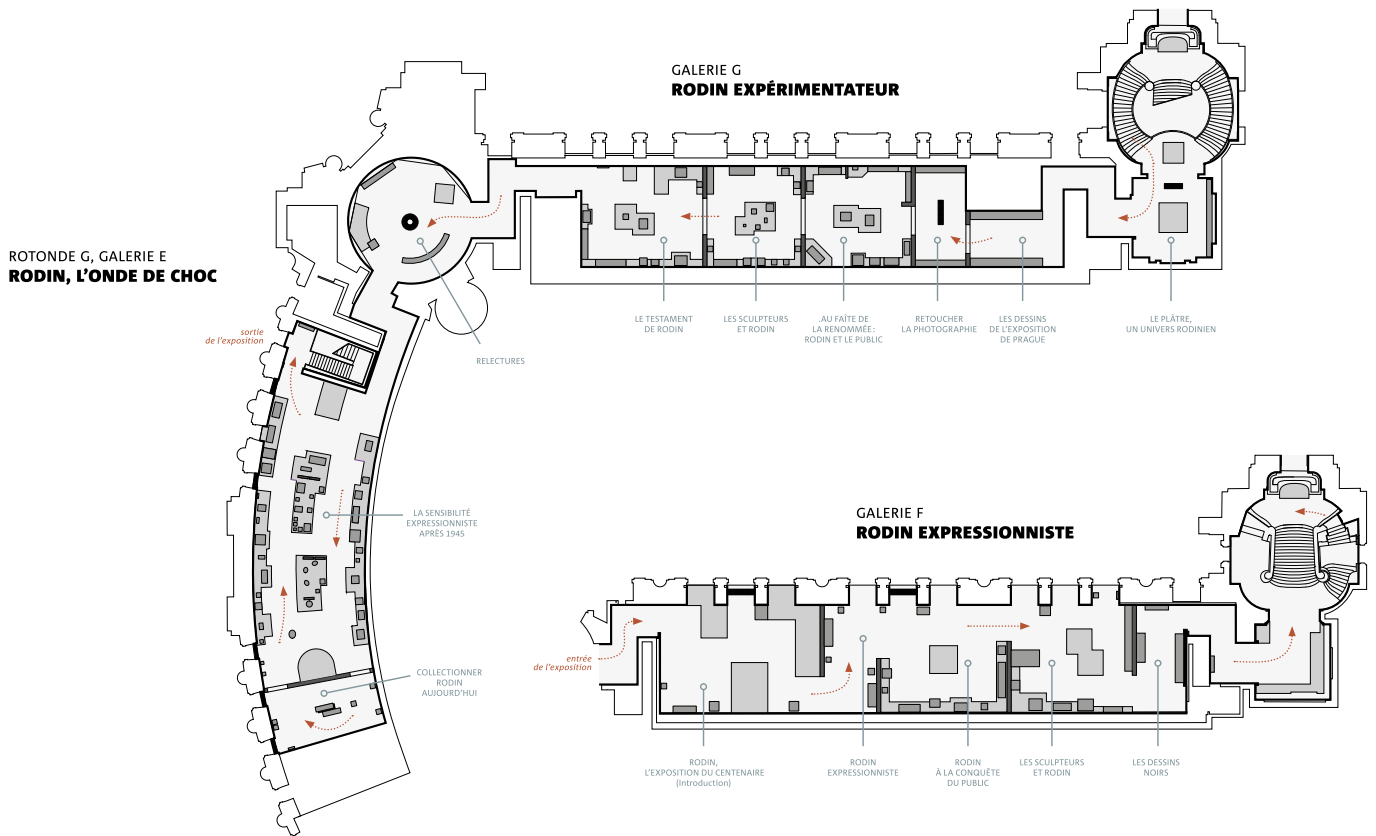 GALERIE G
RODIN EXPÉRIMENTATEUR
ROTONDE G, GALERIE E
RODIN, L'ONDE DE CHOC
sortie
de l'exposition
LE TESTAMENT
DE RODIN
LES SCULPTEURS
ET RODIN
.AU FAÎTE DE
LA RENOMMÉE :
RODIN ET LE PUBLIC
RETOUCHER
LA PHOTOGRAPHIE
LES DESSINS
DE L'EXPOSITION
DE PRAGUE
LE PLÂTRE,
UN UNIVERS RODINIEN
RELECTURES
LA SENSIBILITÉ
EXPRESSIONNISTE
APRÈS 1945
COLLECTIONNER
RODIN
AUJOURD'HUI
GALERIE F
RODIN EXPRESSIONNISTE
entrée
de l'exposition
RODIN,
L'EXPOSITION DU CENTENAIRE
(Introduction)
RODIN
EXPRESSIONNISTE
RODIN
À LA CONQUÊTE
DU PUBLIC
LES SCULPTEURS
ET RODIN
LES DESSINS
NOIRS